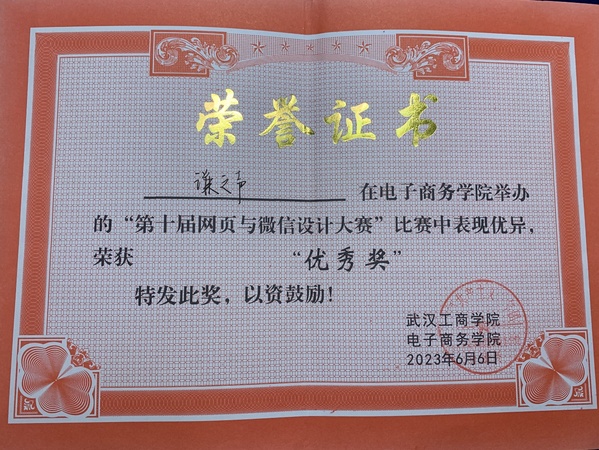 荣誉证书
谦之声 在电子商务学院举办
的“第十届网页与微信设计大赛”比赛中表现优异，
荣获 “优秀奖”
特发此奖，以资鼓励！
武汉工商学院
电子商务学院
2023年6月6日